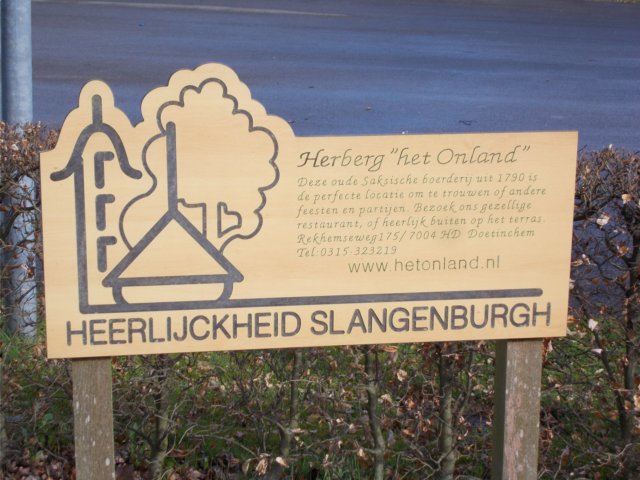 Herberg "het Onland"
Deze oude Saksische boerderij uit 1790 is
de perfecte locatie om te trouwen of andere
feesten en partijen. Bezoek ons gezellige
restaurant, of heerlijk buiten op het terras.
Rekhemseweg175/ 7004 HD Doetinchem
Tel:0315-323219
www.hetonland.nl
HEERLIJCKHEID SLANGENBURGH